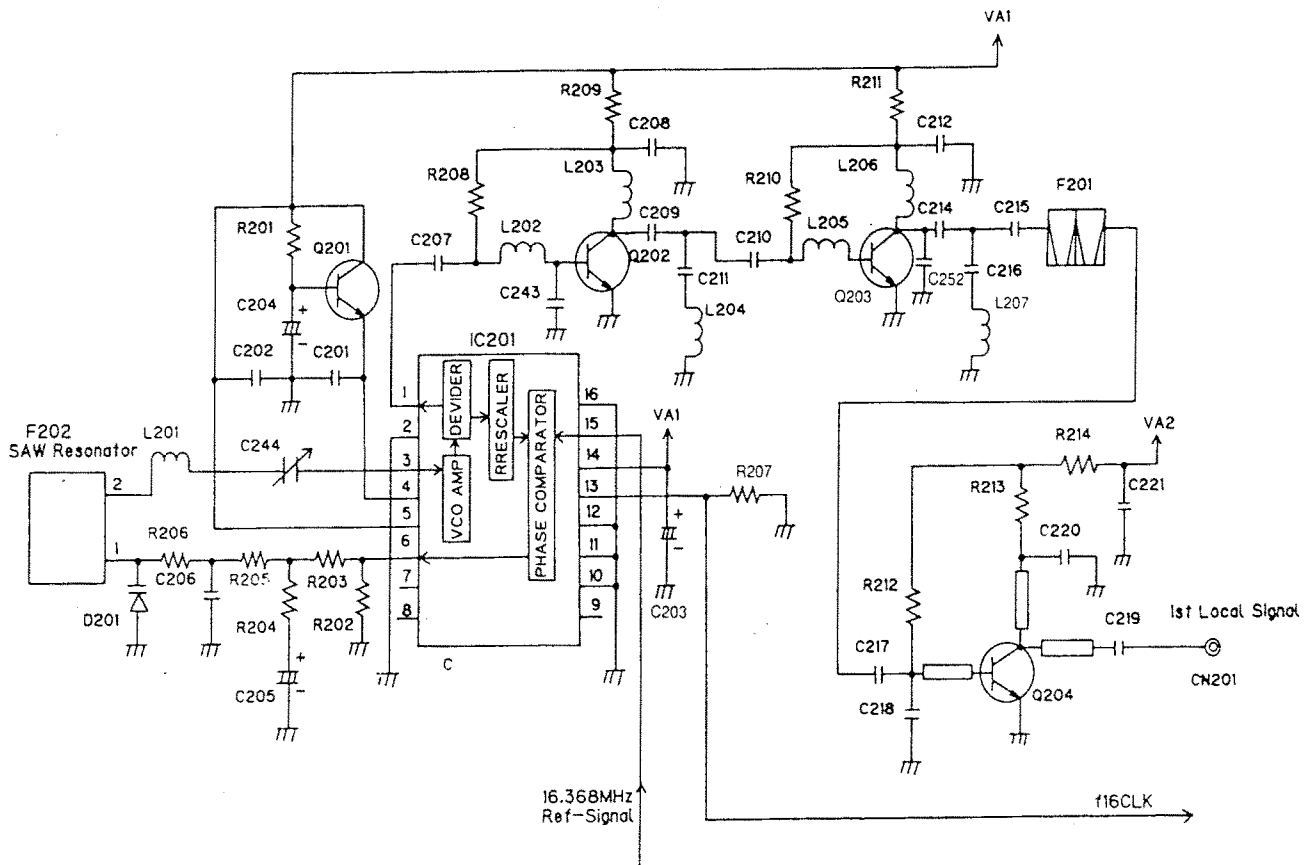 VA1
R209
R211
C208
C212
R208
L203
R210
L206
F201
R201
Q201
C207
L202
C209
C210
L205
C214
C215
Q202
C211
Q203
C252
C216
C204
C243
L204
L207
C202
C201
IC201
1
2
3
4
5
6
7
8
DEVIDER
VCO AMP
RRESCALER
PHASE COMPARATOR
16
15
14
13
12
11
10
9
VA1
F202
SAW Resonator
L201
C244
2
1
R206
C206
R205
R203
D201
R204
R202
C205
C
R207
C203
R214
VA2
R213
C221
C220
R212
C217
C218
Q204
C219
1st Local Signal
CN201
16.368MHz
Ref-Signal
f16CLK
+
-
+
-
+
-